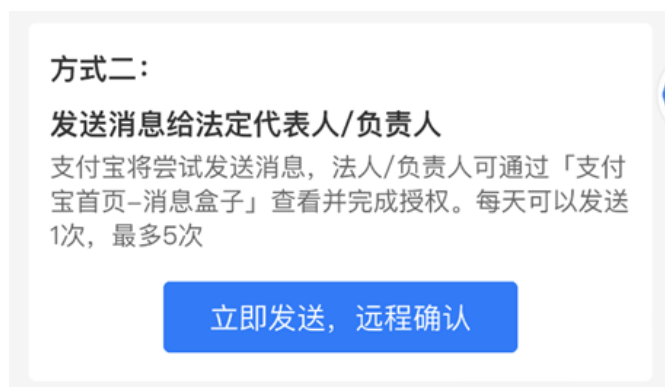 方式二：
发送消息给法定代表人/负责人
支付宝将尝试发送消息，法人/负责人可通过「支付
宝首页-消息盒子」查看并完成授权。每天可以发送
1次，最多5次
立即发送，远程确认